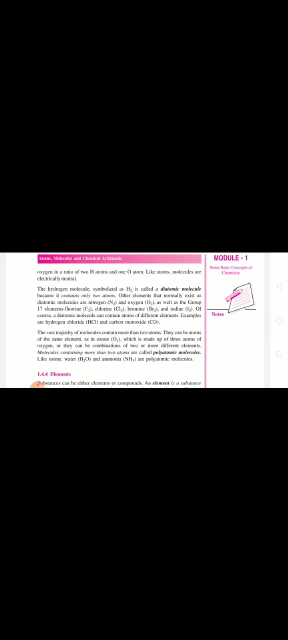 Atoms, Molecules and Chemical Arithmetic
MODULE - 1
Some Basic Concepts of
Chemistry
Notes
oxygen in a ratio of two H atoms and one O atom. Like atoms, molecules are
electrically neutral.
The hydrogen molecule, symbolized as H₂ is called a diatomic molecule
because it contains only two atoms. Other elements that normally exist as
diatomic molecules are nitrogen (N₂) and oxygen (O₂), as well as the Group
17 elements-fluorine (F₂), chlorine (Cl₂), bromine (Br₂), and iodine (I₂). Of
course, a diatomic molecule can contain atoms of different elements. Examples
are hydrogen chloride (HCl) and carbon monoxide (CO).
The vast majority of molecules contain more than two atoms. They can be atoms
of the same element, as in ozone (O₃), which is made up of three atoms of
oxygen, or they can be combinations of two or more different elements.
Molecules containing more than two atoms are called polyatomic molecules.
Like ozone, water (H₂O) and ammonia (NH₃) are polyatomic molecules.
1.4.4 Elements
Substances can be either elements or compounds. An element is a substance